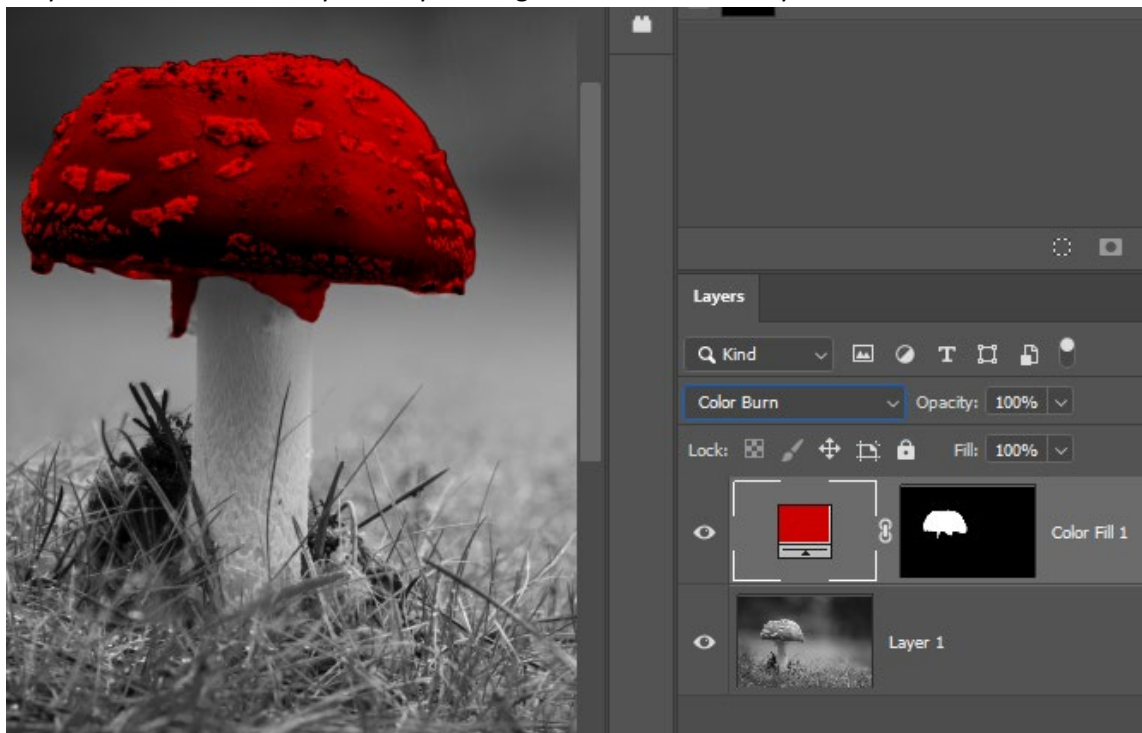 Layers
Kind
Color Burn Opacity: 100%
Lock: Fill: 100%
Color Fill 1
Layer 1